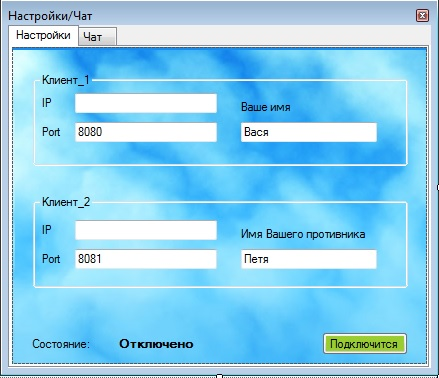 Настройки/Чат
Настройки Чат
Клиент_1
IP Ваше имя
Port 8080 Вася
Клиент_2
IP Имя Вашего противника
Port 8081 Петя
Состояние: Отключено Подключится